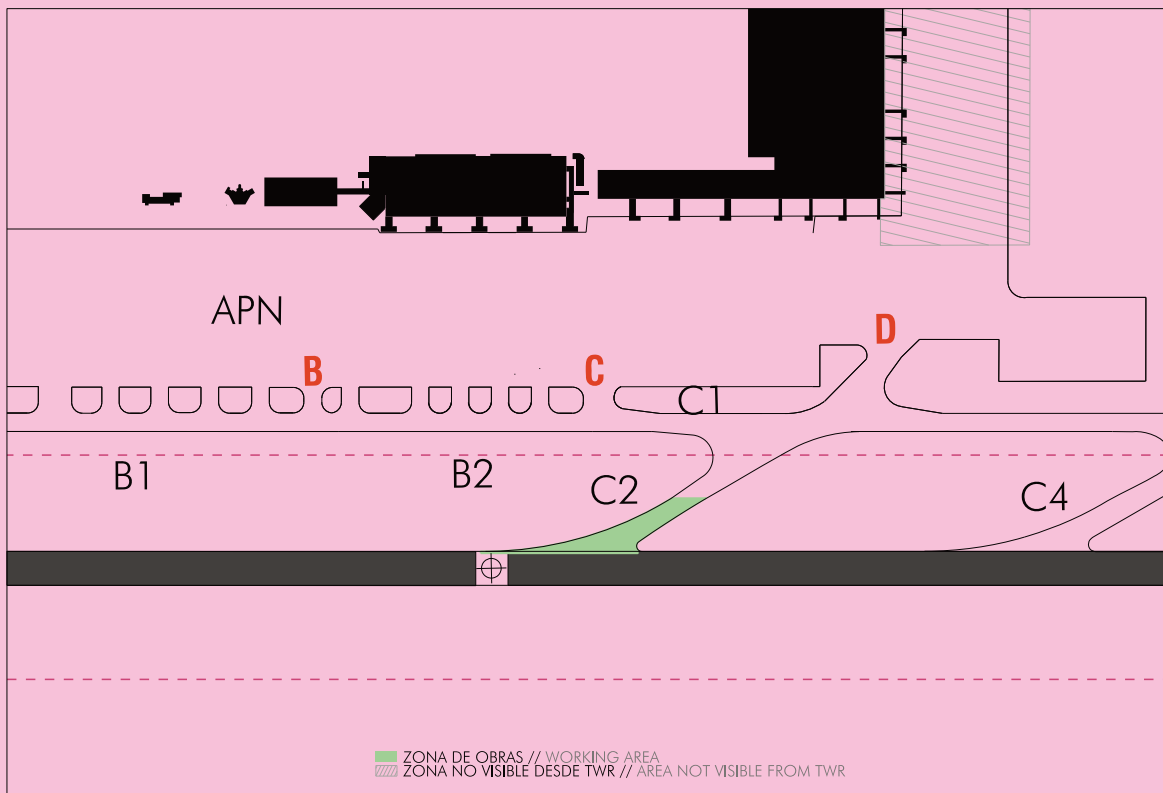 APN
D
B
C
C1
B1
B2
C2
C4
ZONA DE OBRAS // WORKING AREA
ZONA NO VISIBLE DESDE TWR // AREA NOT VISIBLE FROM TWR